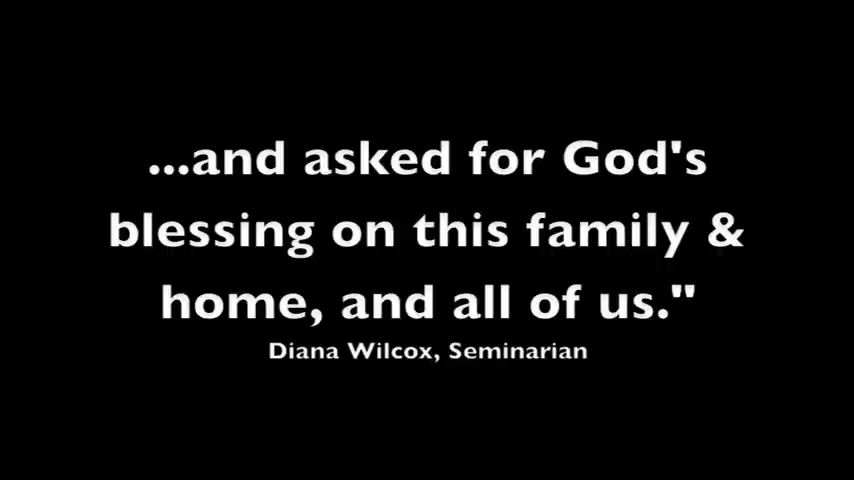 ...and asked for God's
blessing on this family &
home, and all of us."
Diana Wilcox, Seminarian